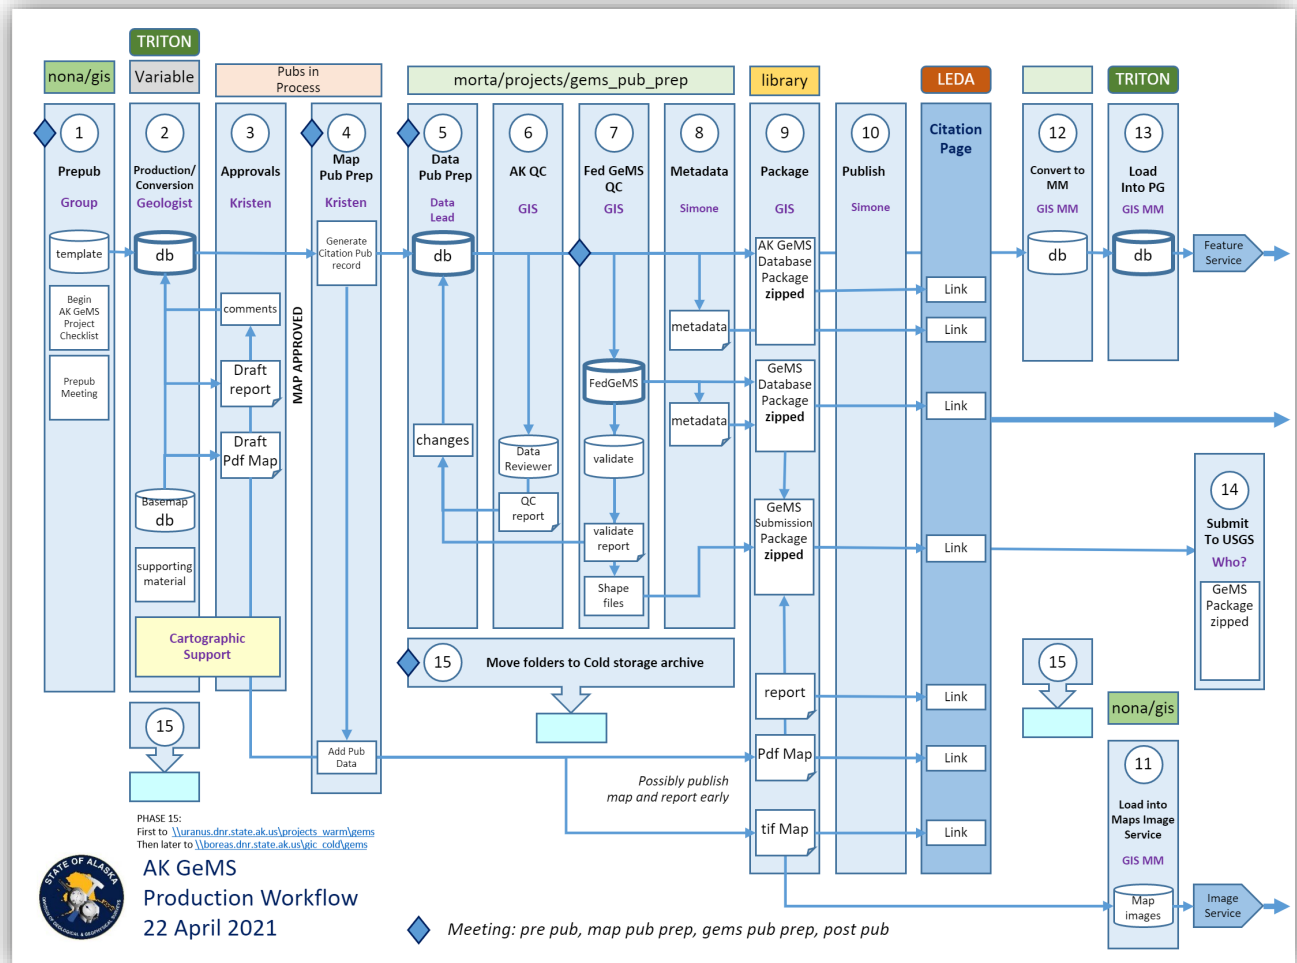 TRITON
nona/gis
Variable
Pubs in
Process
morta/projects/gems_pub_prep
library
LEDA
TRITON
1
Prepub
Group
template
Begin
AK GeMS
Project
Checklist
Prepub
Meeting
2
Production/
Conversion
Geologist
db
Basemap
db
supporting
material
3
Approvals
Kristen
comments
Draft
report
Draft
Pdf Map
Cartographic
Support
MAP APPROVED
4
Map
Pub Prep
Kristen
Generate
Citation Pub
record
Add Pub
Data
5
Data
Pub Prep
Data
Lead
db
changes
6
AK QC
GIS
Data
Reviewer
QC
report
7
Fed GeMS
QC
GIS
FedGeMS
validate
validate
report
Shape
files
8
Metadata
Simone
metadata
metadata
9
Package
GIS
AK GeMS
Database
Package
zipped
GeMS
Database
Package
zipped
GeMS
Submission
Package
zipped
report
Pdf Map
tif Map
10
Publish
Simone
Citation
Page
Link
Link
Link
Link
Link
Link
Link
12
Convert to
MM
GIS MM
db
13
Load
Into PG
GIS MM
db
Feature
Service
14
Submit
To USGS
Who?
GeMS
Package
zipped
15
Move folders to Cold storage archive
15
15
nona/gis
11
Load into
Maps Image
Service
GIS MM
Map
images
Image
Service
Possibly publish
map and report early
PHASE 15:
First to \\uranus.dnr.state.ak.us\projects_warm\gems
Then later to \\boreas.dnr.state.ak.us\gic_cold\gems
STATE OF ALASKA
DIVISION OF GEOLOGICAL & GEOPHYSICAL SURVEYS
AK GeMS
Production Workflow
22 April 2021
Meeting: pre pub, map pub prep, gems pub prep, post pub